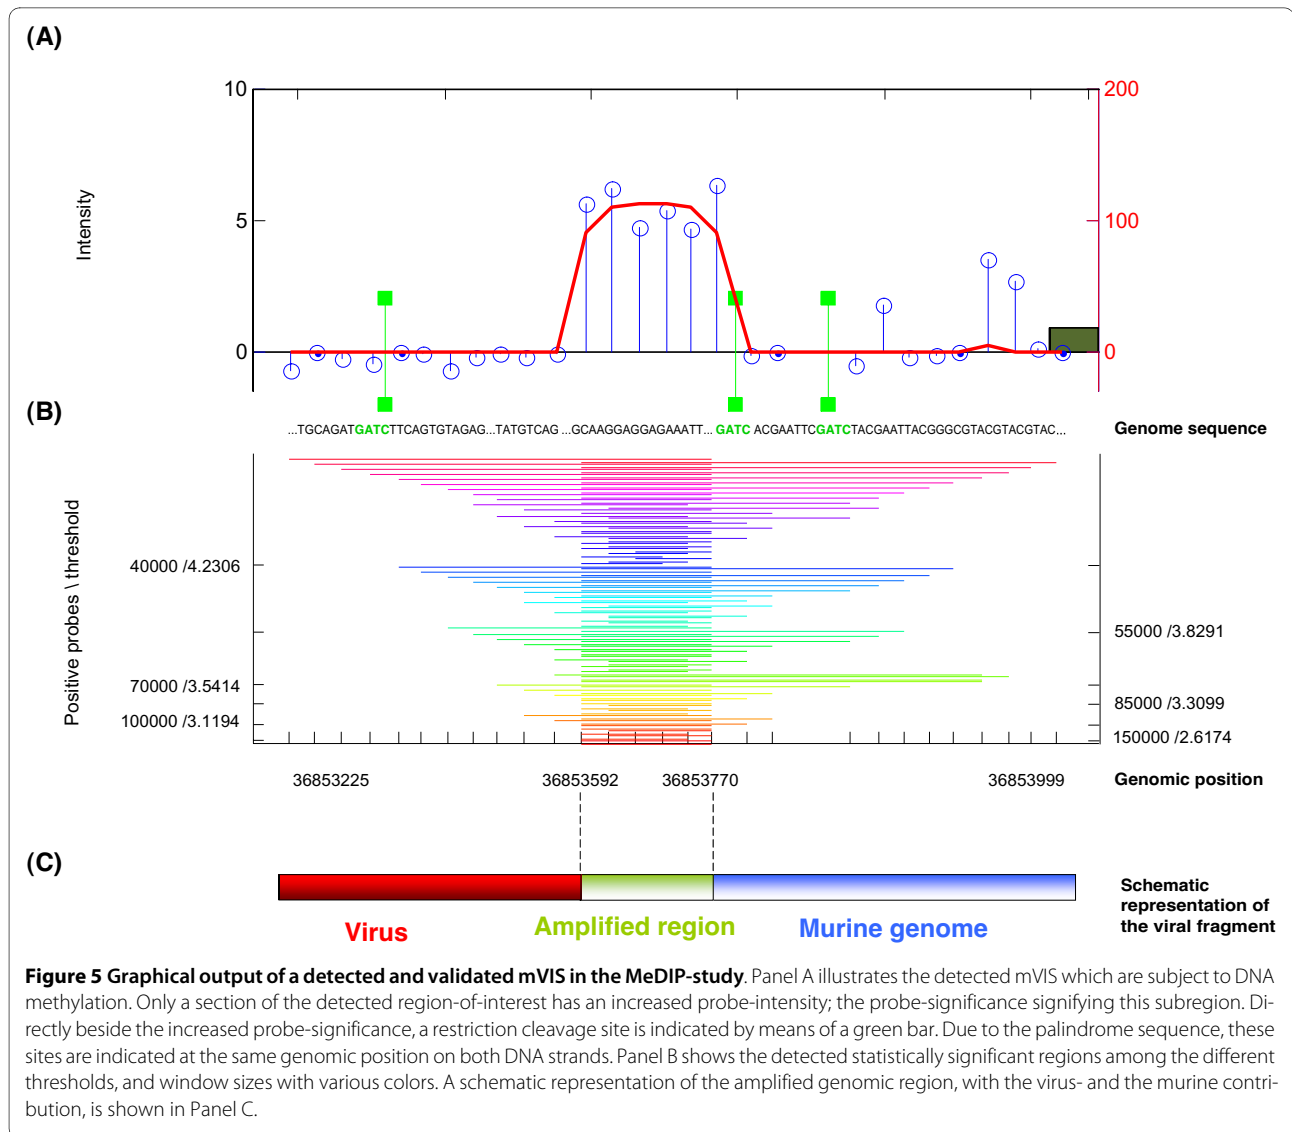 (A)
10
200
Intensity
5
100
0
0
(B)
...TGCAGATGATCTTCAGTGTAGAG...TATGTCAG ...GCAAGGAGGAGAAATT... GATC ACGAATTCGATCTACGAATTACGGGCGTACGTACGTAC...
Genome sequence
Positive probes \ threshold
40000 /4.2306
55000 /3.8291
70000 /3.5414
85000 /3.3099
100000 /3.1194
150000 /2.6174
36853225
36853592
36853770
36853999
Genomic position
(C)
Schematic
representation of
the viral fragment
Virus
Amplified region
Murine genome
Figure 5 Graphical output of a detected and validated mVIS in the MeDIP-study. Panel A illustrates the detected mVIS which are subject to DNA
methylation. Only a section of the detected region-of-interest has an increased probe-intensity; the probe-significance signifying this subregion. Di-
rectly beside the increased probe-significance, a restriction cleavage site is indicated by means of a green bar. Due to the palindrome sequence, these
sites are indicated at the same genomic position on both DNA strands. Panel B shows the detected statistically significant regions among the different
thresholds, and window sizes with various colors. A schematic representation of the amplified genomic region, with the virus- and the murine contri-
bution, is shown in Panel C.